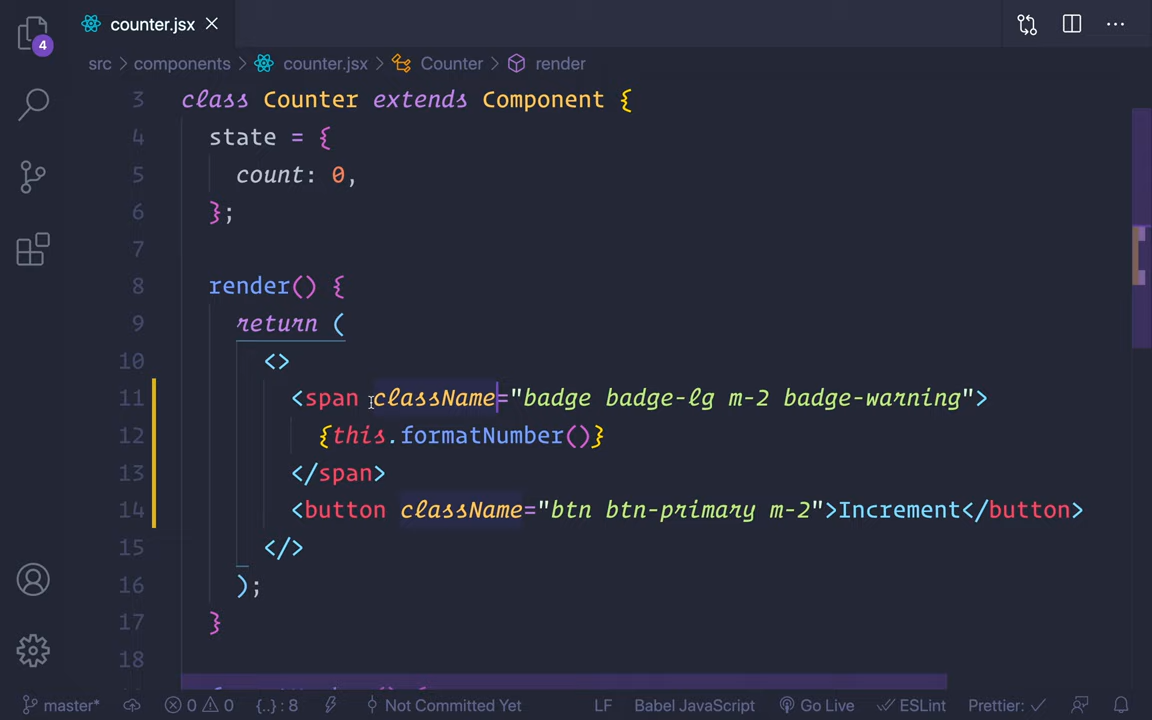 counter.jsx
4
src > components > counter.jsx > Counter > render
3 class Counter extends Component {
4 state = {
5 count: 0,
6 };
7
8 render() {
9 return (
10 <>
11 <span className="badge badge-lg m-2 badge-warning">
12 {this.formatNumber()}
13 </span>
14 <button className="btn btn-primary m-2">Increment</button>
15 </>
16 );
17 }
18
master* 0 0 {..} : 8 Not Committed Yet LF Babel JavaScript Go Live ESLint Prettier: ✓